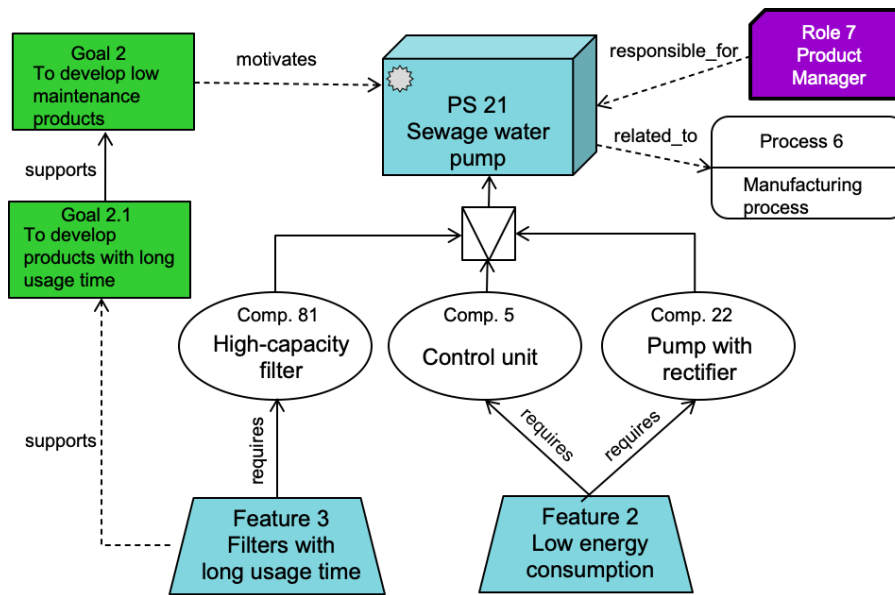 Goal 2
To develop low
maintenance
products
motivates
PS 21
Sewage water
pump
responsible_for
Role 7
Product
Manager
related_to
Process 6
Manufacturing
process
supports
Goal 2.1
To develop
products with long
usage time
Comp. 81
High-capacity
filter
Comp. 5
Control unit
Comp. 22
Pump with
rectifier
supports
requires
requires
requires
Feature 3
Filters with
long usage time
Feature 2
Low energy
consumption